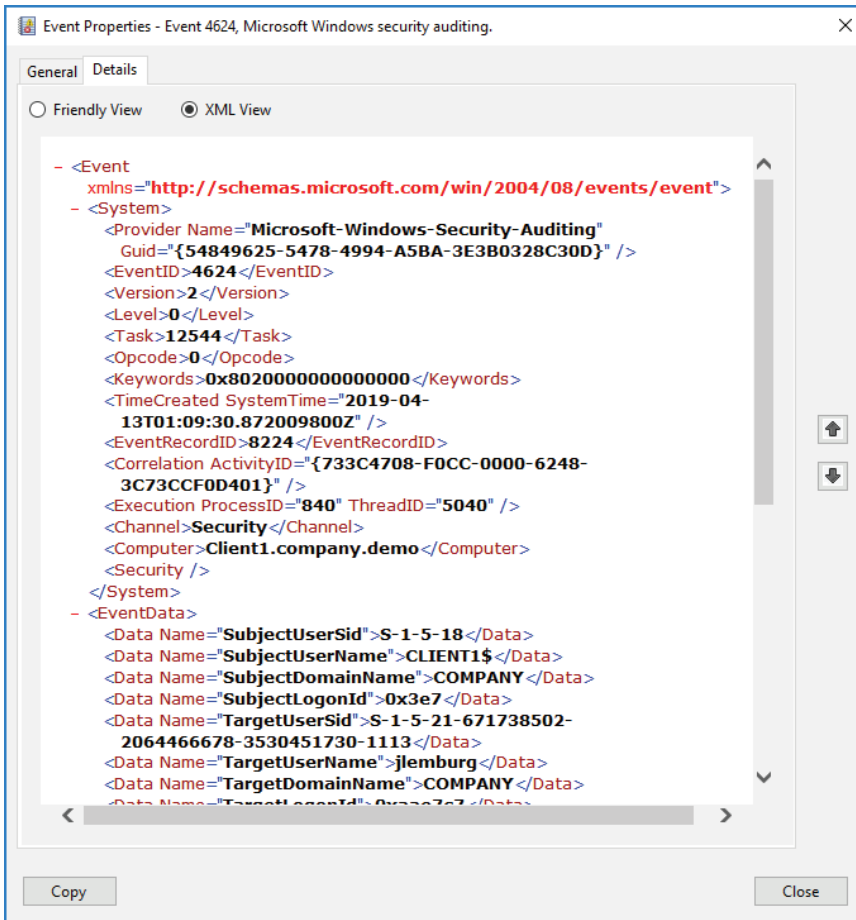 Event Properties - Event 4624, Microsoft Windows security auditing.
General Details
Friendly View XML View
- <Event
xmlns="http://schemas.microsoft.com/win/2004/08/events/event">
- <System>
<Provider Name="Microsoft-Windows-Security-Auditing"
Guid="{54849625-5478-4994-A5BA-3E3B0328C30D}" />
<EventID>4624</EventID>
<Version>2</Version>
<Level>0</Level>
<Task>12544</Task>
<Opcode>0</Opcode>
<Keywords>0x8020000000000000</Keywords>
<TimeCreated SystemTime="2019-04-
13T01:09:30.872009800Z" />
<EventRecordID>8224</EventRecordID>
<Correlation ActivityID="{733C4708-F0CC-0000-6248-
3C73CCF0D401}" />
<Execution ProcessID="840" ThreadID="5040" />
<Channel>Security</Channel>
<Computer>Client1.company.demo</Computer>
<Security />
</System>
- <EventData>
<Data Name="SubjectUserSid">S-1-5-18</Data>
<Data Name="SubjectUserName">CLIENT1$</Data>
<Data Name="SubjectDomainName">COMPANY</Data>
<Data Name="SubjectLogonId">0x3e7</Data>
<Data Name="TargetUserSid">S-1-5-21-671738502-
2064466678-3530451730-1113</Data>
<Data Name="TargetUserName">jlemburg</Data>
<Data Name="TargetDomainName">COMPANY</Data>
<Data Name="TargetLogonId">
Copy Close